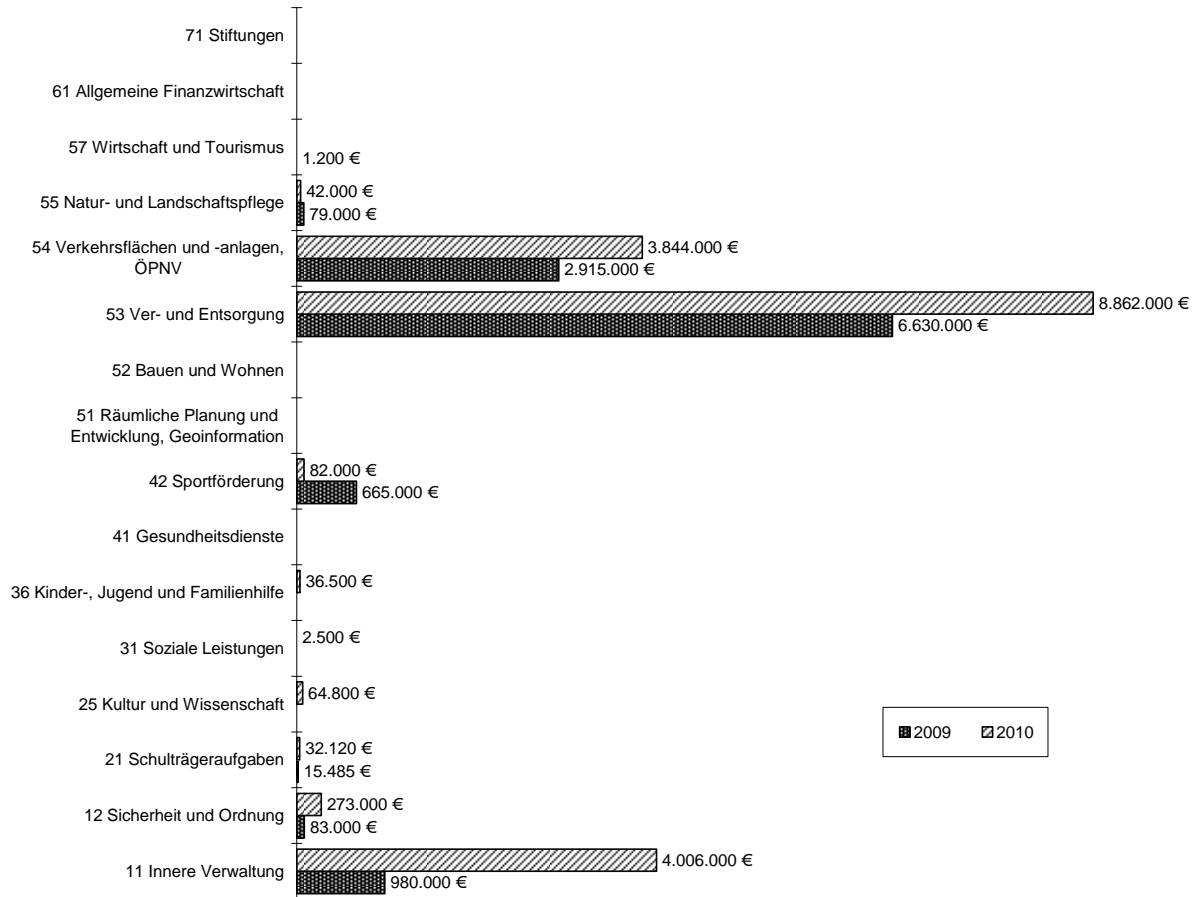 71 Stiftungen
61 Allgemeine Finanzwirtschaft
57 Wirtschaft und Tourismus
1.200 €
55 Natur- und Landschaftspflege
42.000 €
79.000 €
54 Verkehrsflächen und -anlagen,
ÖPNV
3.844.000 €
2.915.000 €
53 Ver- und Entsorgung
8.862.000 €
6.630.000 €
52 Bauen und Wohnen
51 Räumliche Planung und
Entwicklung, Geoinformation
42 Sportförderung
82.000 €
665.000 €
41 Gesundheitsdienste
36 Kinder-, Jugend und Familienhilfe
36.500 €
31 Soziale Leistungen
2.500 €
25 Kultur und Wissenschaft
64.800 €
21 Schulträgeraufgaben
32.120 €
15.485 €
12 Sicherheit und Ordnung
273.000 €
83.000 €
11 Innere Verwaltung
4.006.000 €
980.000 €
2009 2010